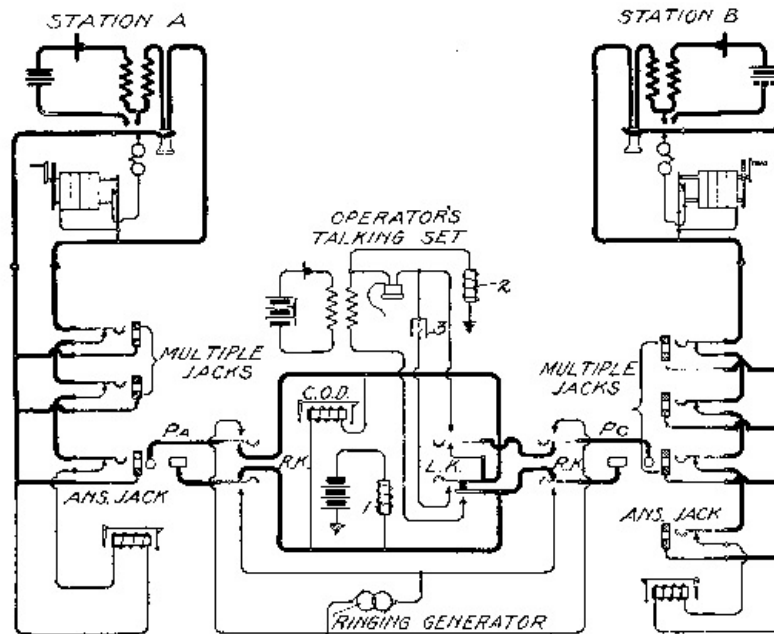 STATION A
STATION B
OPERATOR'S
TALKING SET
2
3
MULTIPLE
JACKS
C.O.D.
MULTIPLE
JACKS
PA
R.K.
L.K.
R.K.
PC
ANS. JACK
1
ANS. JACK
RINGING GENERATOR